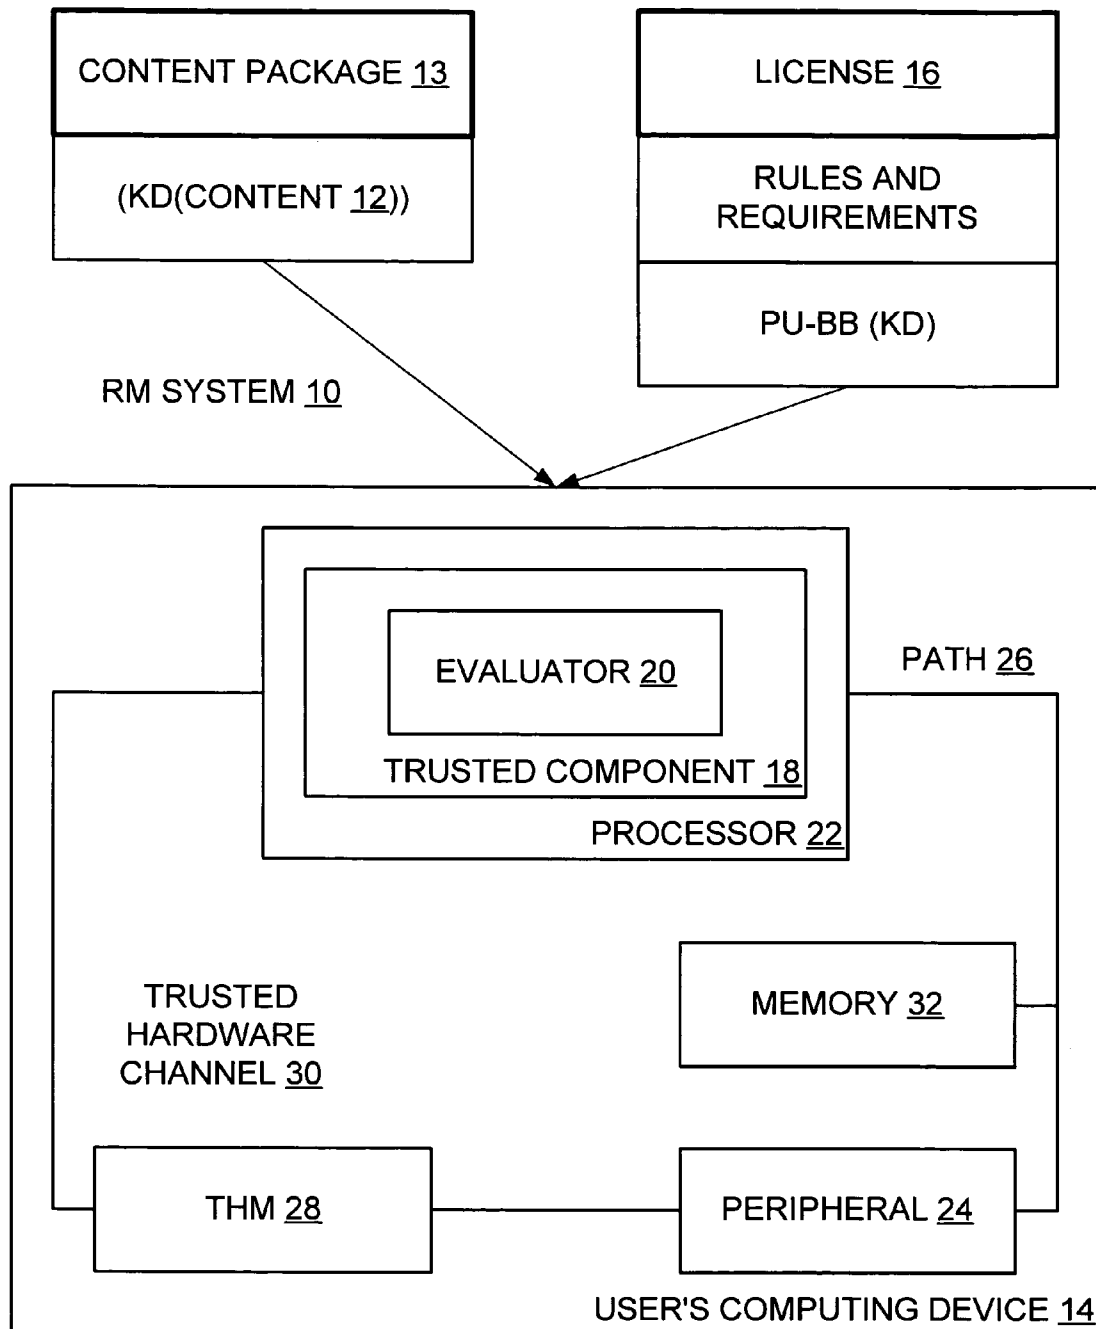 CONTENT PACKAGE 13
(KD(CONTENT 12))
LICENSE 16
RULES AND
REQUIREMENTS
PU-BB (KD)
RM SYSTEM 10
EVALUATOR 20
TRUSTED COMPONENT 18
PROCESSOR 22
PATH 26
MEMORY 32
TRUSTED
HARDWARE
CHANNEL 30
THM 28
PERIPHERAL 24
USER'S COMPUTING DEVICE 14